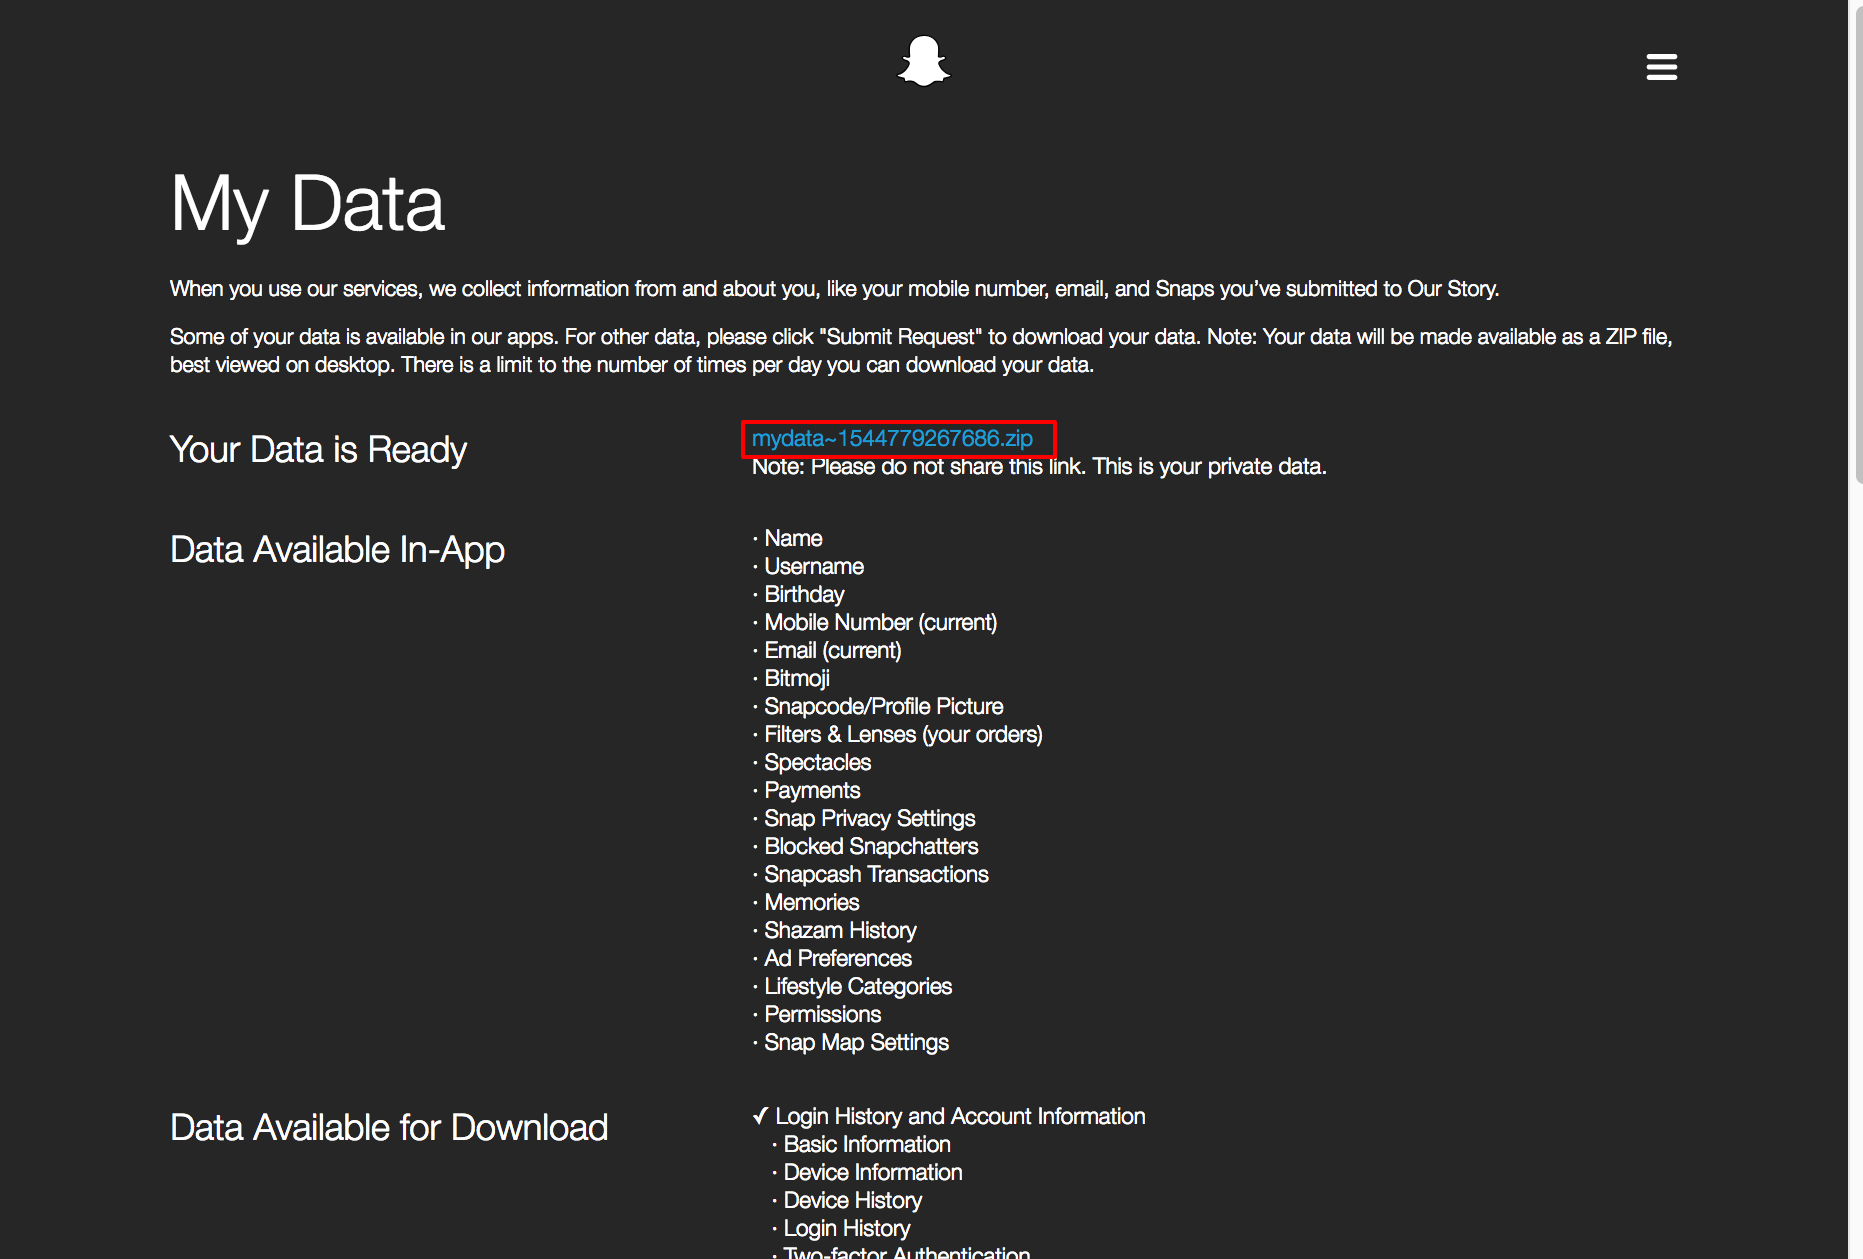 My Data
When you use our services, we collect information from and about you, like your mobile number, email, and Snaps you’ve submitted to Our Story.
Some of your data is available in our apps. For other data, please click "Submit Request" to download your data. Note: Your data will be made available as a ZIP file,
best viewed on desktop. There is a limit to the number of times per day you can download your data.
Your Data is Ready
mydata~1544779267686.zip
Note: Please do not share this link. This is your private data.
Data Available In-App
· Name
· Username
· Birthday
· Mobile Number (current)
· Email (current)
· Bitmoji
· Snapcode/Profile Picture
· Filters & Lenses (your orders)
· Spectacles
· Payments
· Snap Privacy Settings
· Blocked Snapchatters
· Snapcash Transactions
· Memories
· Shazam History
· Ad Preferences
· Lifestyle Categories
· Permissions
· Snap Map Settings
Data Available for Download
✓ Login History and Account Information
· Basic Information
· Device Information
· Device History
· Login History
· Two-factor Authentication